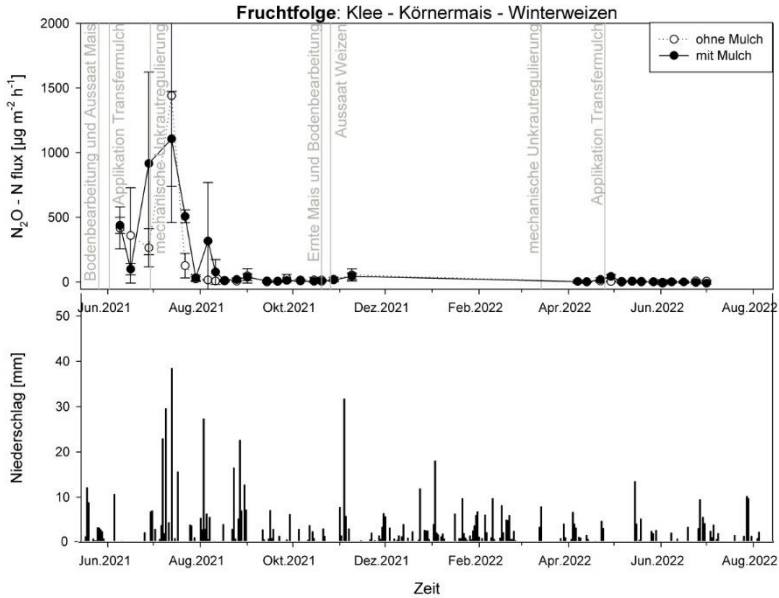 Fruchtfolge: Klee - Körnermais - Winterweizen
2000
1500
1000
500
0
N₂O - N flux [µg m⁻² h⁻¹]
Bodenbearbeitung und Aussaat Mais
Applikation Transfermulch
mechanische Unkrautregulierung
Ernte Mais und Bodenbearbeitung
Aussaat Weizen
mechanische Unkrautregulierung
Applikation Transfermulch
ohne Mulch
mit Mulch
Jun.2021 Aug.2021 Okt.2021 Dez.2021 Feb.2022 Apr.2022 Jun.2022 Aug.2022
50
40
30
20
10
0
Niederschlag [mm]
Jun.2021 Aug.2021 Okt.2021 Dez.2021 Feb.2022 Apr.2022 Jun.2022 Aug.2022
Zeit